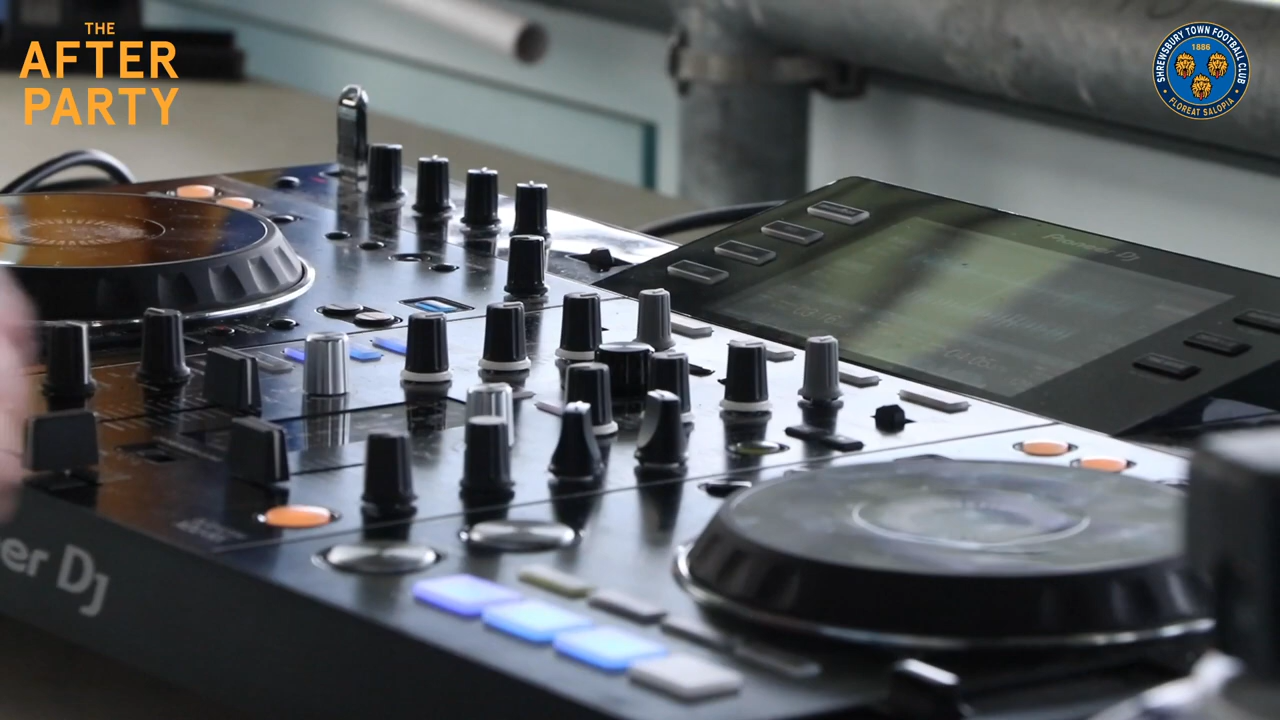 THE
AFTER
PARTY
SHREWSBURY TOWN FOOTBALL CLUB
1886
• FLOREAT SALOPIA •
Pioneer Dj
er Dj